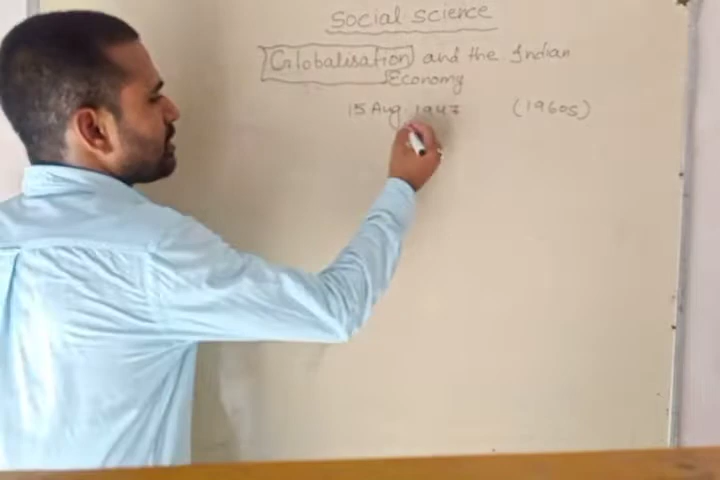 Social science
Globalisation and the Indian
Economy
15 Aug 1947 (1960s)